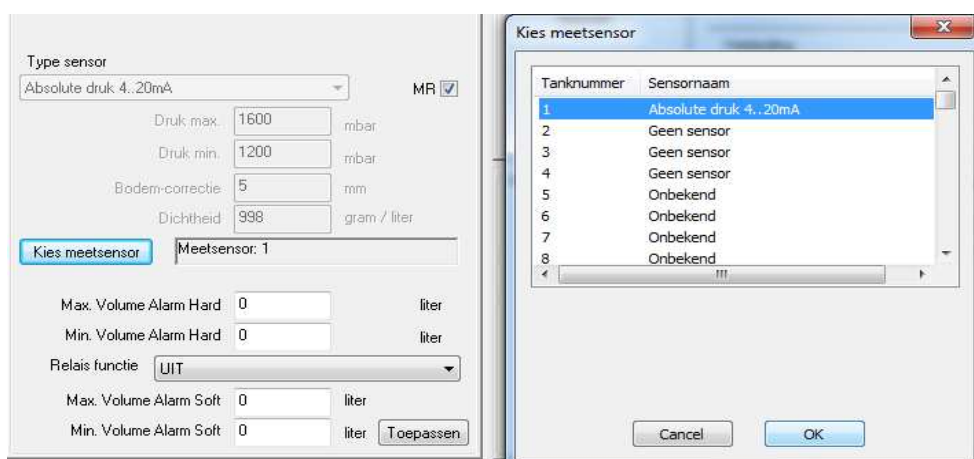 Type sensor
Absolute druk 4..20mA
MR
Druk max. 1600 mbar
Druk min. 1200 mbar
Bodem-correctie 5 mm
Dichtheid 998 gram / liter
Kies meetsensor Meetsensor: 1
Max. Volume Alarm Hard 0 liter
Min. Volume Alarm Hard 0 liter
Relais functie UIT
Max. Volume Alarm Soft 0 liter
Min. Volume Alarm Soft 0 liter Toepassen
Kies meetsensor
Tanknummer Sensornaam
1 Absolute druk 4..20mA
2 Geen sensor
3 Geen sensor
4 Geen sensor
5 Onbekend
6 Onbekend
7 Onbekend
8 Onbekend
Cancel OK